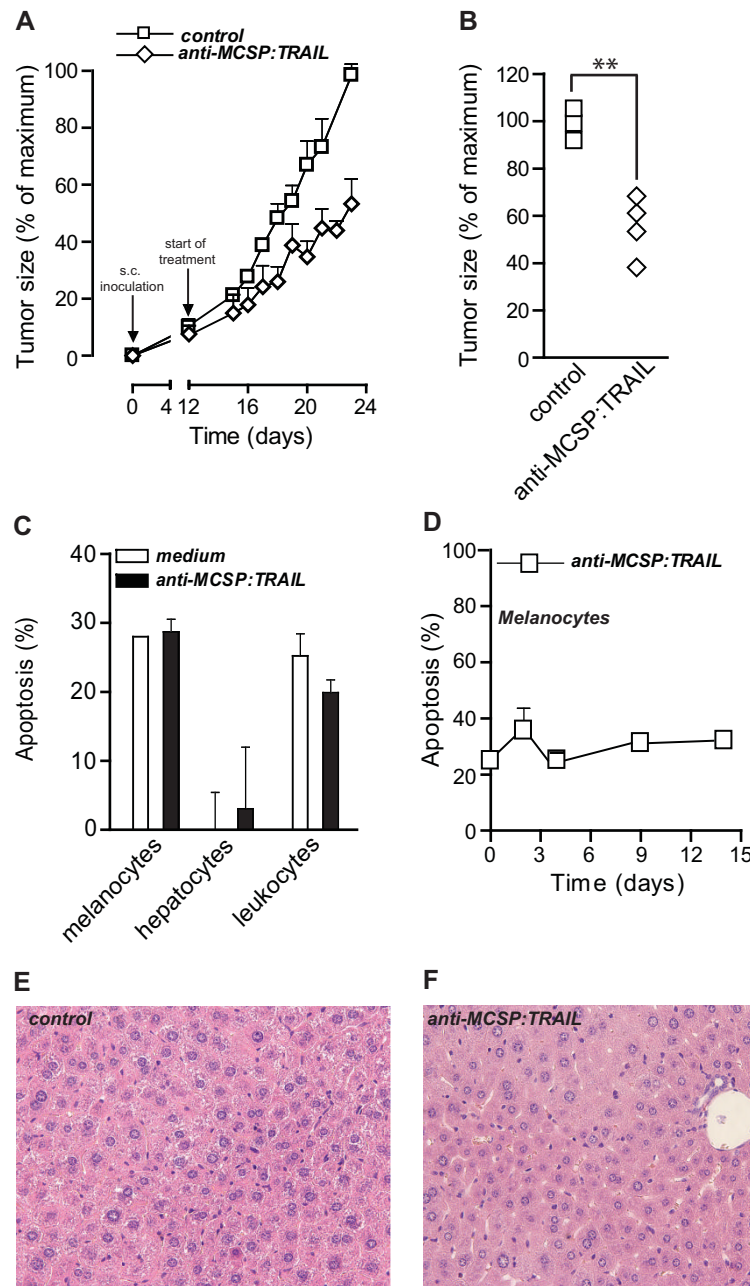 A
control
anti-MCSP:TRAIL
Tumor size (% of maximum)
100
80
60
40
20
0
s.c.
inoculation
start of
treatment
0 4 12 16 20 24
Time (days)
B
**
Tumor size (% of maximum)
120
100
80
60
40
20
0
control
anti-MCSP:TRAIL
C
medium
anti-MCSP:TRAIL
Apoptosis (%)
40
30
20
10
0
melanocytes
hepatocytes
leukocytes
D
anti-MCSP:TRAIL
Melanocytes
Apoptosis (%)
100
80
60
40
20
0
0 3 6 9 12 15
Time (days)
E
control
F
anti-MCSP:TRAIL